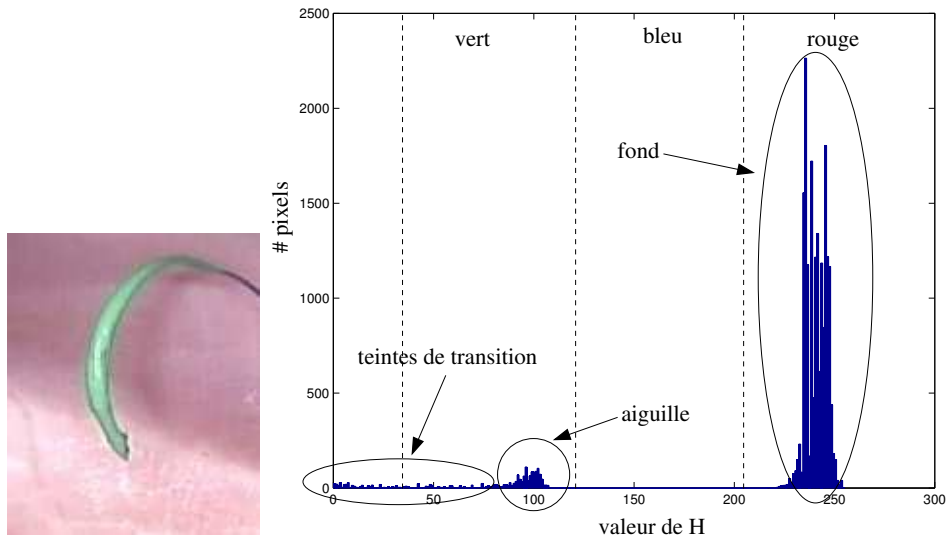 2500
vert
bleu
rouge
2000
fond
1500
# pixels
1000
teintes de transition
500
aiguille
0
0
50
100
150
200
250
300
valeur de H